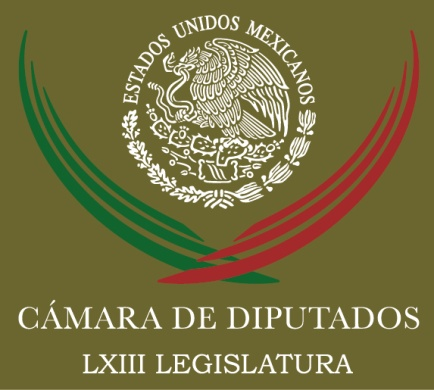 ESTADOS UNIDOS MEXICANOS
CÁMARA DE DIPUTADOS
LXIII LEGISLATURA